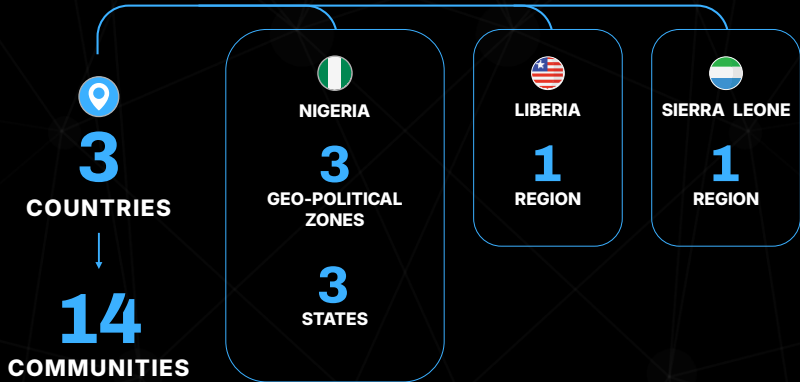 3
COUNTRIES
14
COMMUNITIES
NIGERIA
3
GEO-POLITICAL
ZONES
3
STATES
LIBERIA
1
REGION
SIERRA LEONE
1
REGION